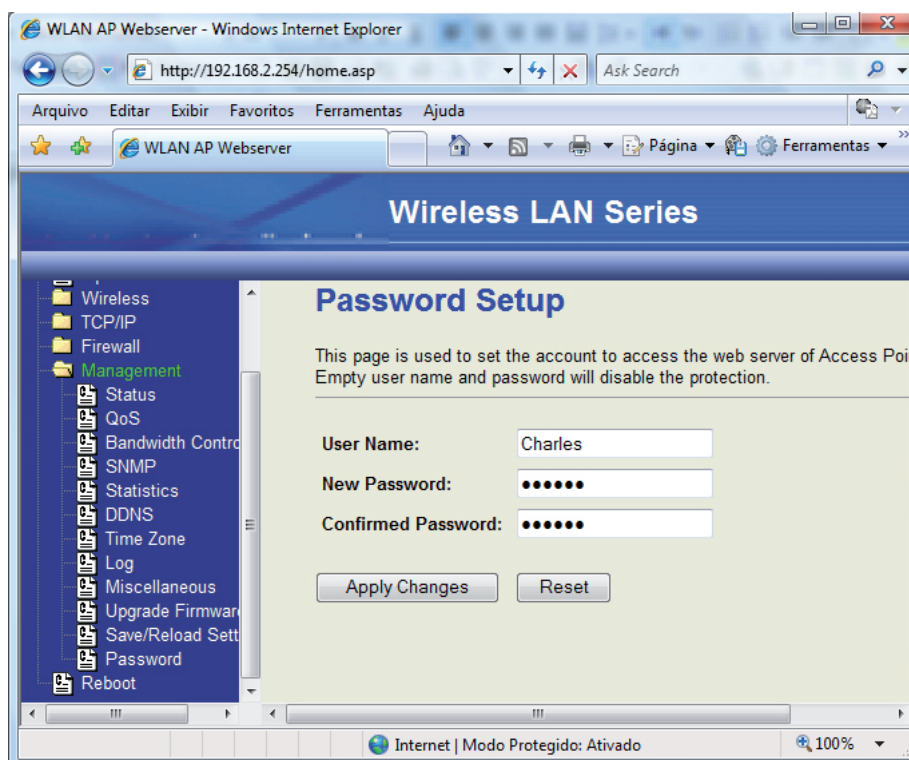 WLAN AP Webserver - Windows Internet Explorer
http://192.168.2.254/home.asp
Ask Search
Arquivo Editar Exibir Favoritos Ferramentas Ajuda
WLAN AP Webserver
Página
Ferramentas
Wireless LAN Series
Wireless
TCP/IP
Firewall
Management
Status
QoS
Bandwidth Contro
SNMP
Statistics
DDNS
Time Zone
Log
Miscellaneous
Upgrade Firmwar
Save/Reload Sett
Password
Reboot
Password Setup
This page is used to set the account to access the web server of Access Poi
Empty user name and password will disable the protection.
User Name: Charles
New Password: ••••••
Confirmed Password: ••••••
Apply Changes Reset
Internet | Modo Protegido: Ativado
100%